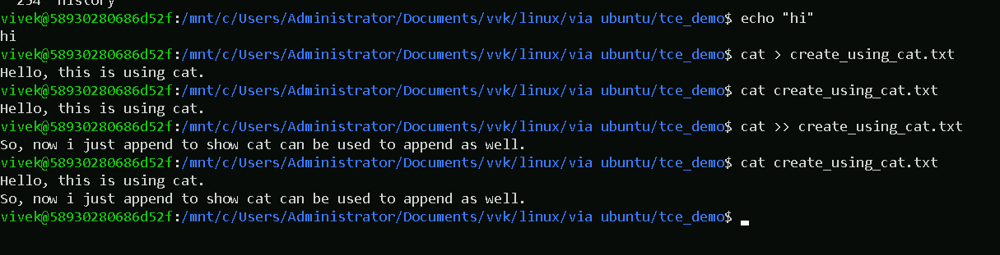 254  history
vivek@58930280686d52f:/mnt/c/Users/Administrator/Documents/vvk/linux/via ubuntu/tce_demo$ echo "hi"
hi
vivek@58930280686d52f:/mnt/c/Users/Administrator/Documents/vvk/linux/via ubuntu/tce_demo$ cat > create_using_cat.txt
Hello, this is using cat.
vivek@58930280686d52f:/mnt/c/Users/Administrator/Documents/vvk/linux/via ubuntu/tce_demo$ cat create_using_cat.txt
Hello, this is using cat.
vivek@58930280686d52f:/mnt/c/Users/Administrator/Documents/vvk/linux/via ubuntu/tce_demo$ cat >> create_using_cat.txt
So, now i just append to show cat can be used to append as well.
vivek@58930280686d52f:/mnt/c/Users/Administrator/Documents/vvk/linux/via ubuntu/tce_demo$ cat create_using_cat.txt
Hello, this is using cat.
So, now i just append to show cat can be used to append as well.
vivek@58930280686d52f:/mnt/c/Users/Administrator/Documents/vvk/linux/via ubuntu/tce_demo$